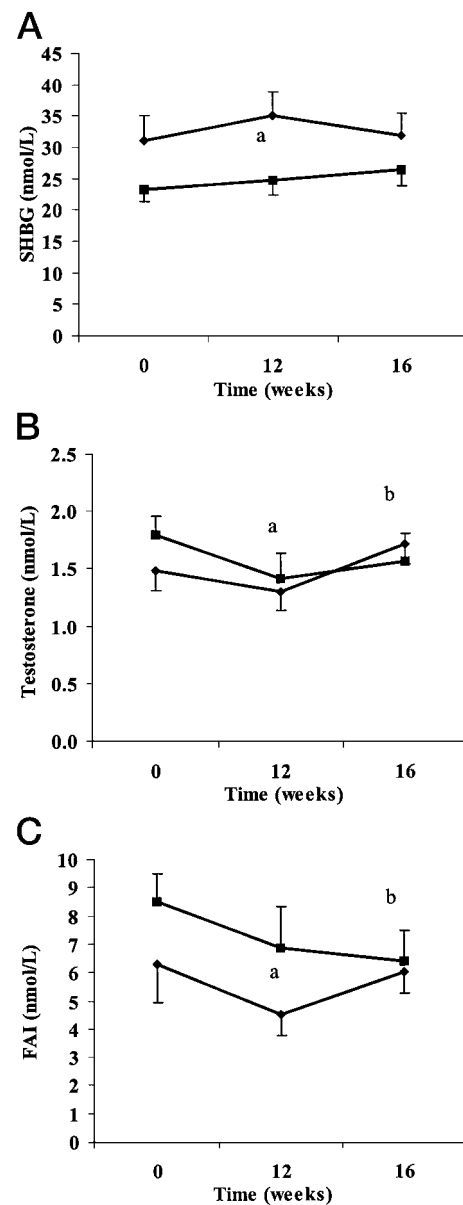 A
45
40
35
30
25
20
15
10
5
0
SHBG (nmol/L)
a
0 12 16
Time (weeks)
B
2.5
2.0
1.5
1.0
0.5
0.0
Testosterone (nmol/L)
a
b
0 12 16
Time (weeks)
C
10
9
8
7
6
5
4
3
2
1
0
FAI (nmol/L)
a
b
0 12 16
Time (weeks)